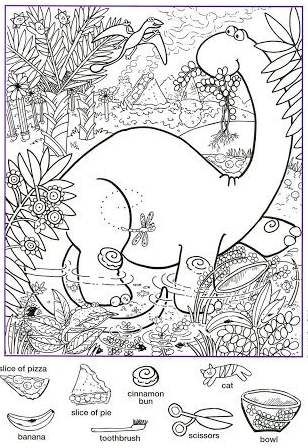 slice of pizza
slice of pie
cinnamon
bun
cat
banana
toothbrush
scissors
bowl